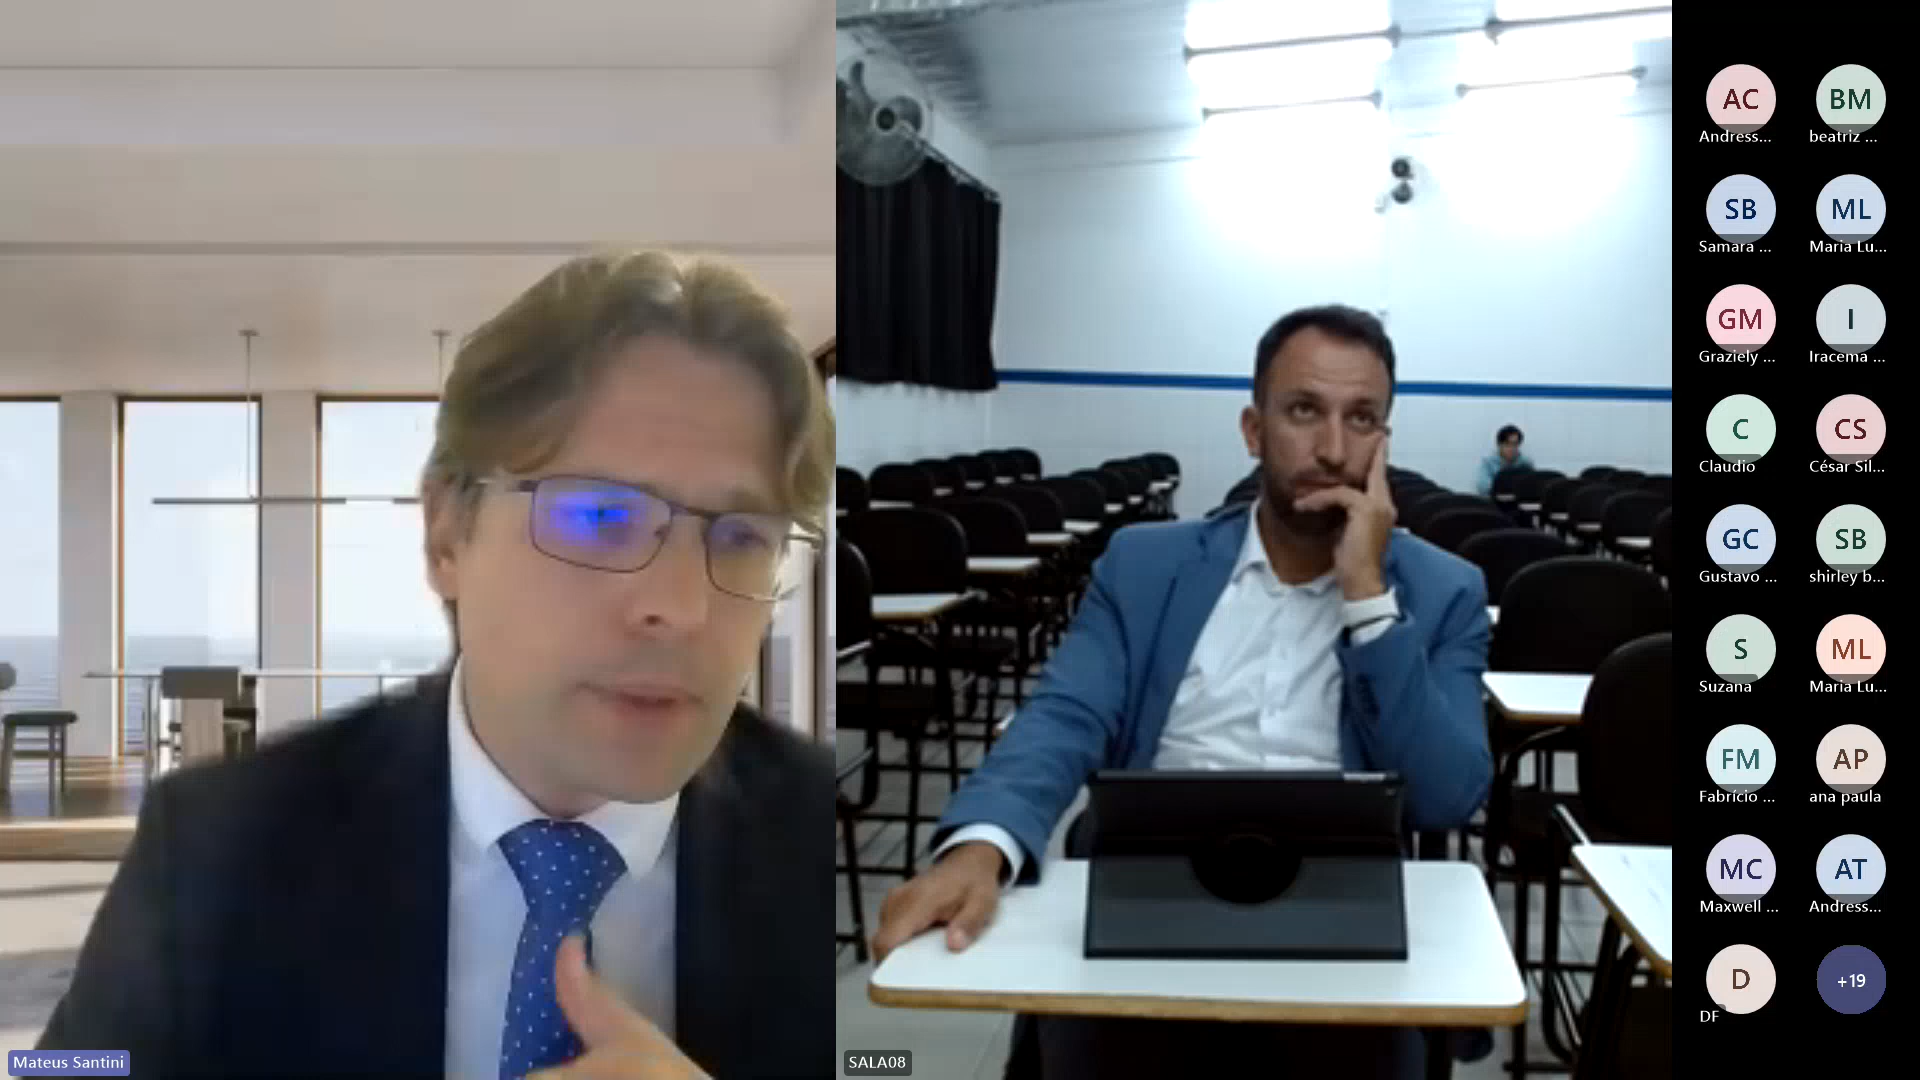 Mateus Santini
SALA08
AC
Andress...
BM
beatriz ...
SB
Samara ...
ML
Maria Lu...
GM
Graziely ...
I
Iracema ...
C
Claudio
CS
César Sil...
GC
Gustavo ...
SB
shirley b...
S
Suzana
ML
Maria Lu...
FM
Fabrício ...
AP
ana paula
MC
Maxwell ...
AT
Andress...
D
DF
+19